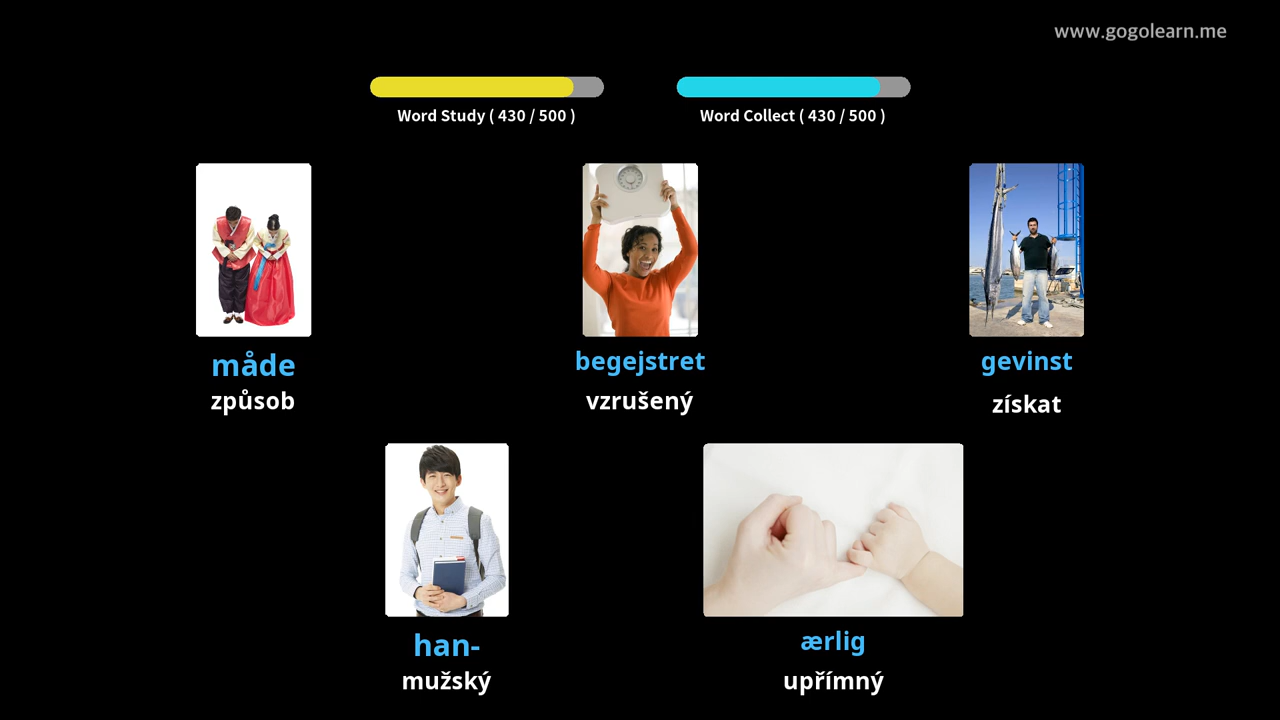 www.gogolearn.me
Word Study ( 430 / 500 )
Word Collect ( 430 / 500 )
måde
způsob
begejstret
vzrušený
gevinst
získat
han-
mužský
ærlig
upřímný